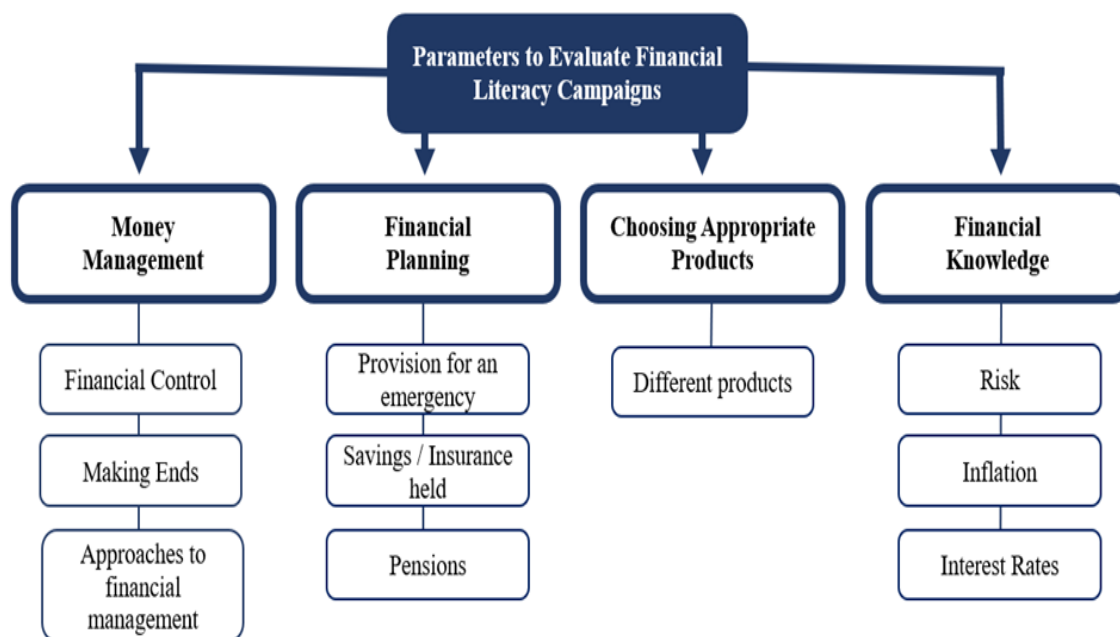 Parameters to Evaluate Financial
Literacy Campaigns
Money
Management
Financial
Planning
Choosing Appropriate
Products
Financial
Knowledge
Financial Control
Making Ends
Approaches to
financial
management
Provision for an
emergency
Savings / Insurance
held
Pensions
Different products
Risk
Inflation
Interest Rates